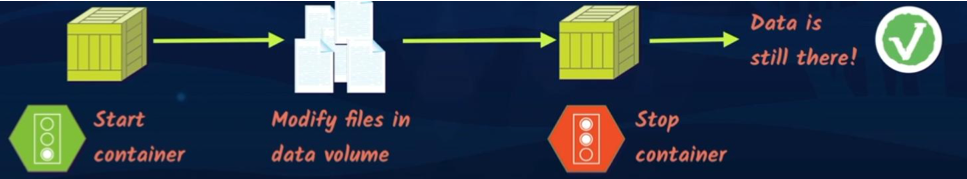 Data is
still there!
Start
container
Modify files in
data volume
Stop
container